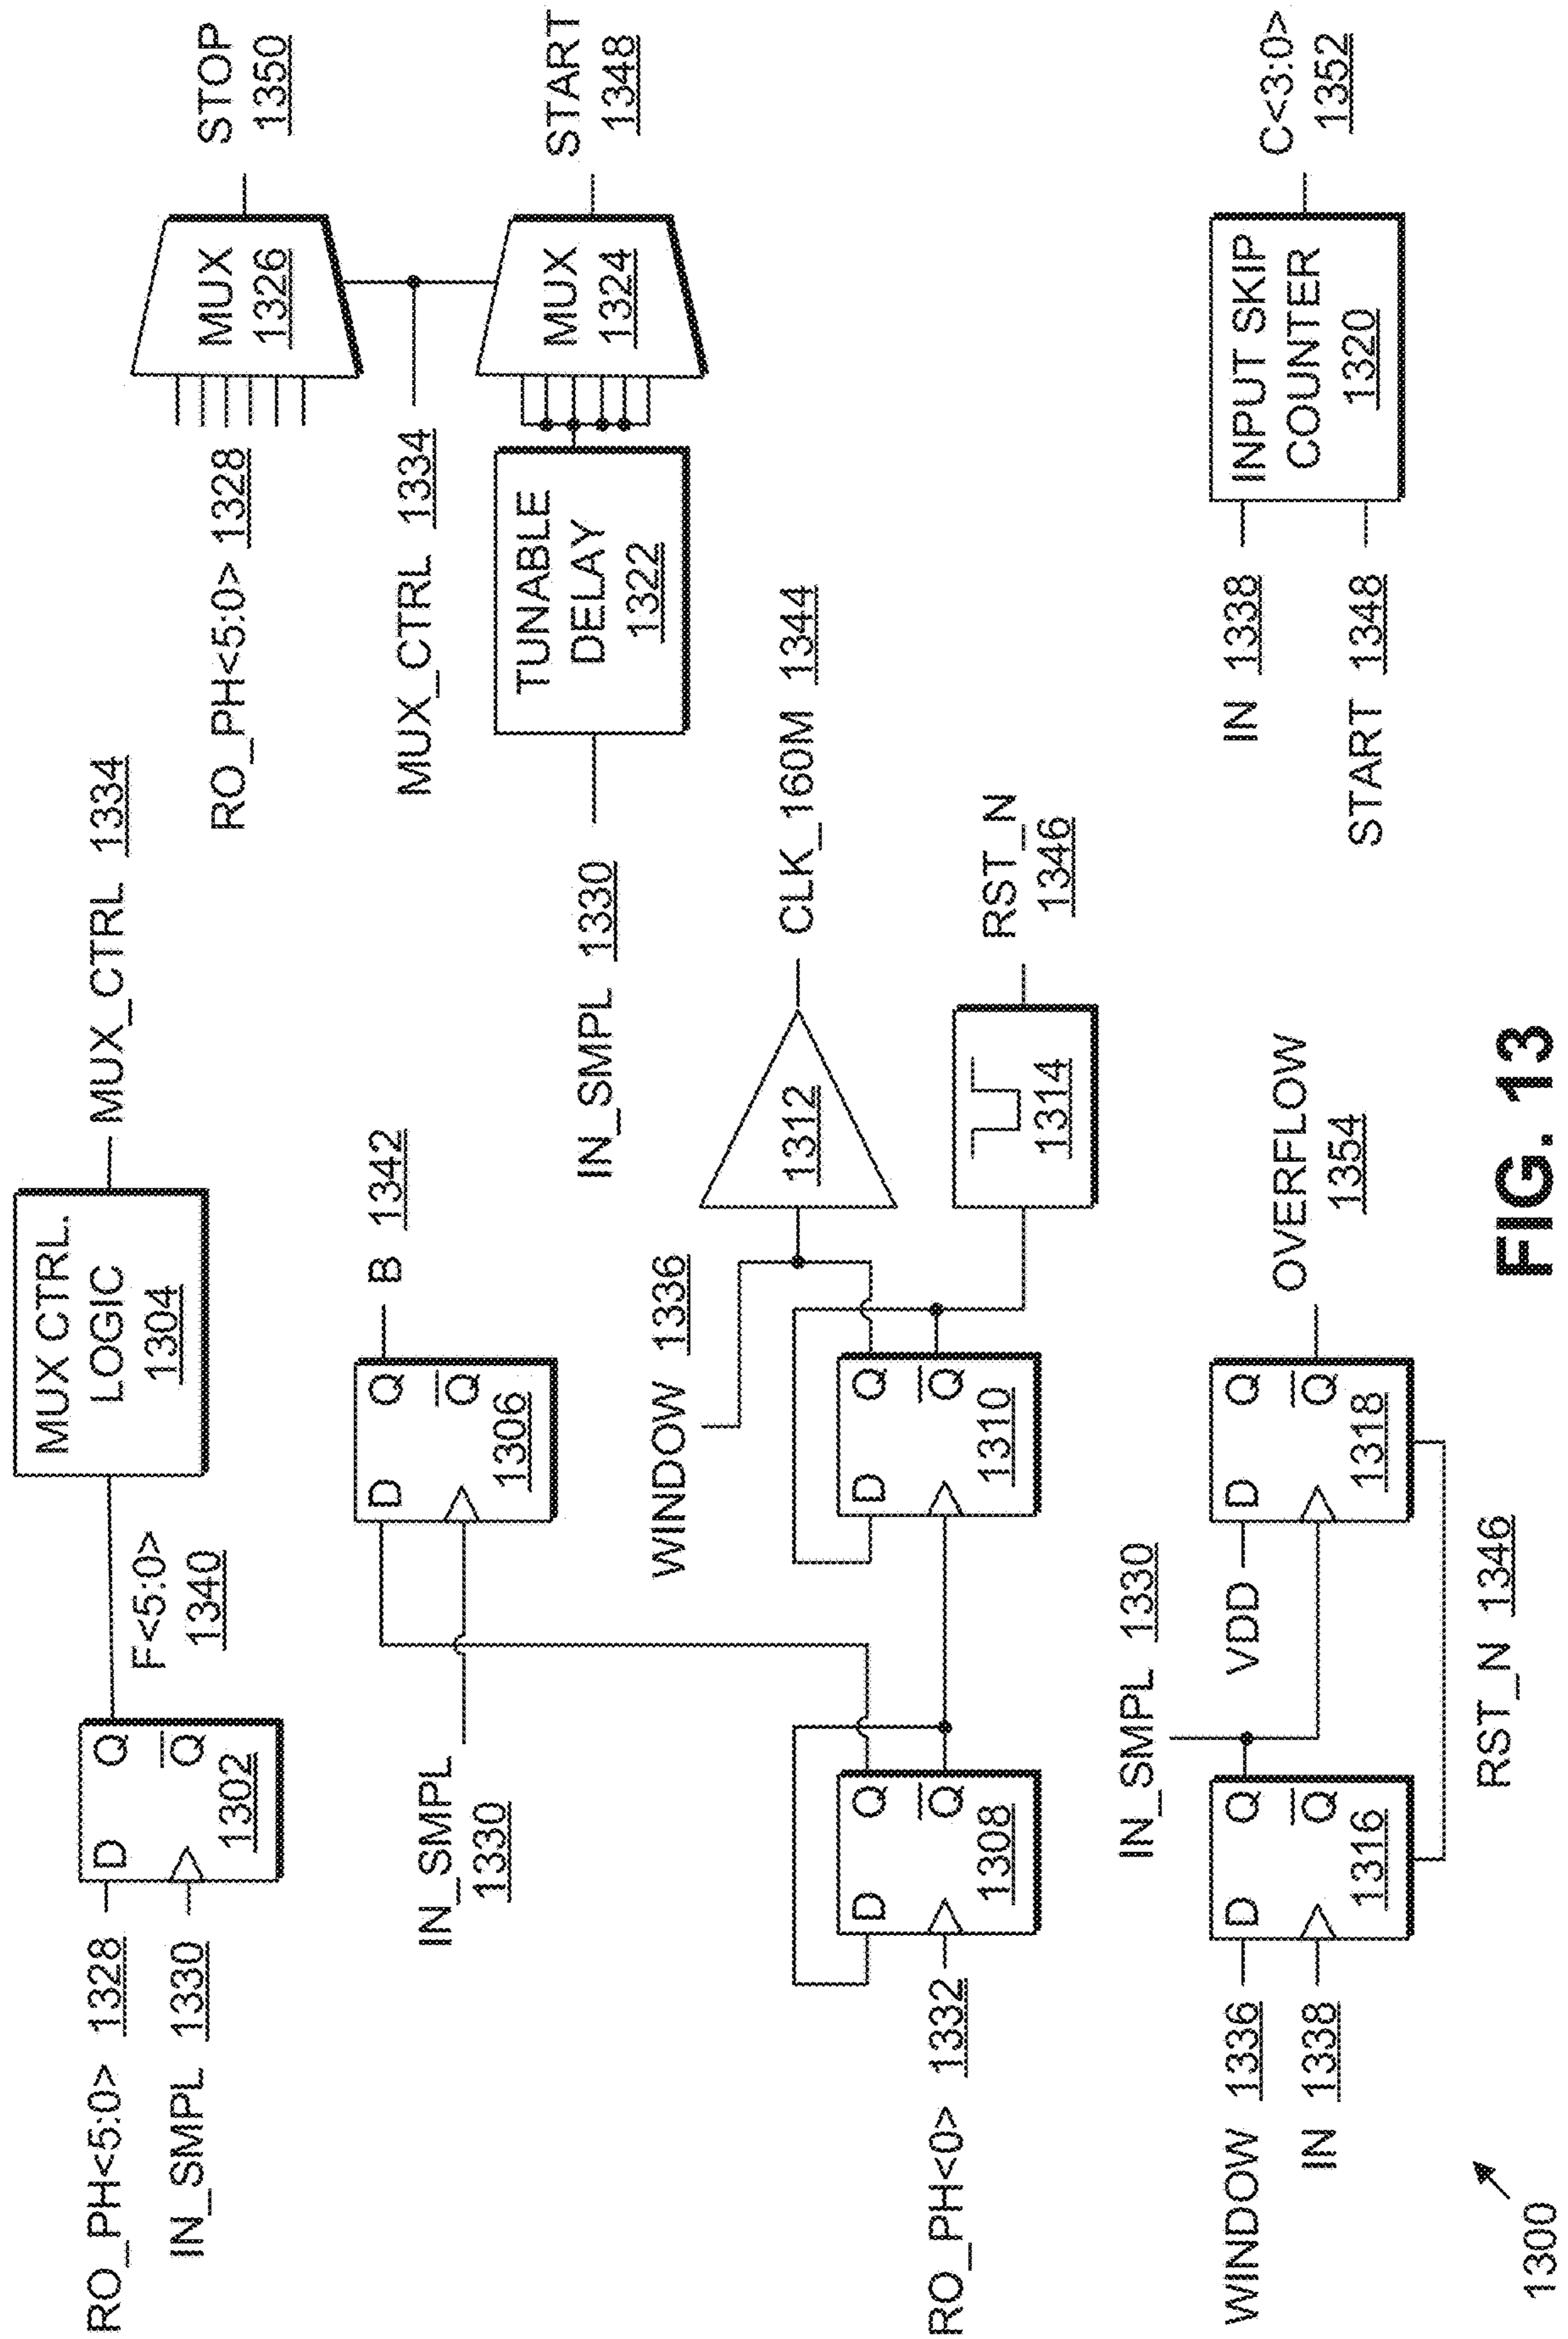 RO_PH<5:0> 1328
IN_SMPL 1330
D
Q
Q
1302
F<5:0>
1340
MUX CTRL.
LOGIC
1304
MUX_CTRL 1334
RO_PH<5:0> 1328
MUX
1326
STOP
1350
MUX_CTRL 1334
IN_SMPL 1330
TUNABLE
DELAY
1322
MUX
1324
START
1348
IN_SMPL
1330
D
Q
Q
1306
B 1342
RO_PH<0> 1332
D
Q
Q
1308
D
Q
Q
1310
WINDOW 1336
1312
CLK_160M 1344
1314
RST_N
1346
WINDOW 1336
IN 1338
D
Q
Q
1316
IN_SMPL 1330
VDD
D
Q
Q
1318
RST_N 1346
OVERFLOW
1354
IN 1338
START 1348
INPUT SKIP
COUNTER
1320
C<3:0>
1352
1300
FIG. 13